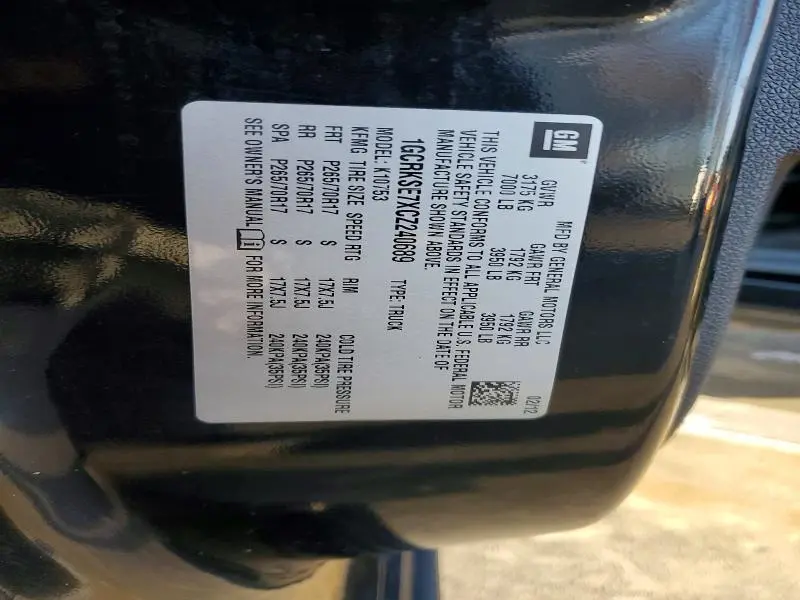 GM
MFD BY GENERAL MOTORS LLC 02/12
GVWR GAWR FRT GAWR RR
3175 KG 1792 KG 1792 KG
7000 LB 3950 LB 3950 LB
THIS VEHICLE CONFORMS TO ALL APPLICABLE U.S. FEDERAL MOTOR
VEHICLE SAFETY STANDARDS IN EFFECT ON THE DATE OF
MANUFACTURE SHOWN ABOVE.
1GCRKSE7XCZ240689 TYPE: TRUCK
MODEL: K10753
KFMG TIRE SIZE SPEED RTG RIM COLD TIRE PRESSURE
FRT P265/70R17 S 17X7.5J 240KPA(35PSI)
RR P265/70R17 S 17X7.5J 240KPA(35PSI)
SPA P265/70R17 S 17X7.5J 240KPA(35PSI)
SEE OWNER'S MANUAL FOR MORE INFORMATION.